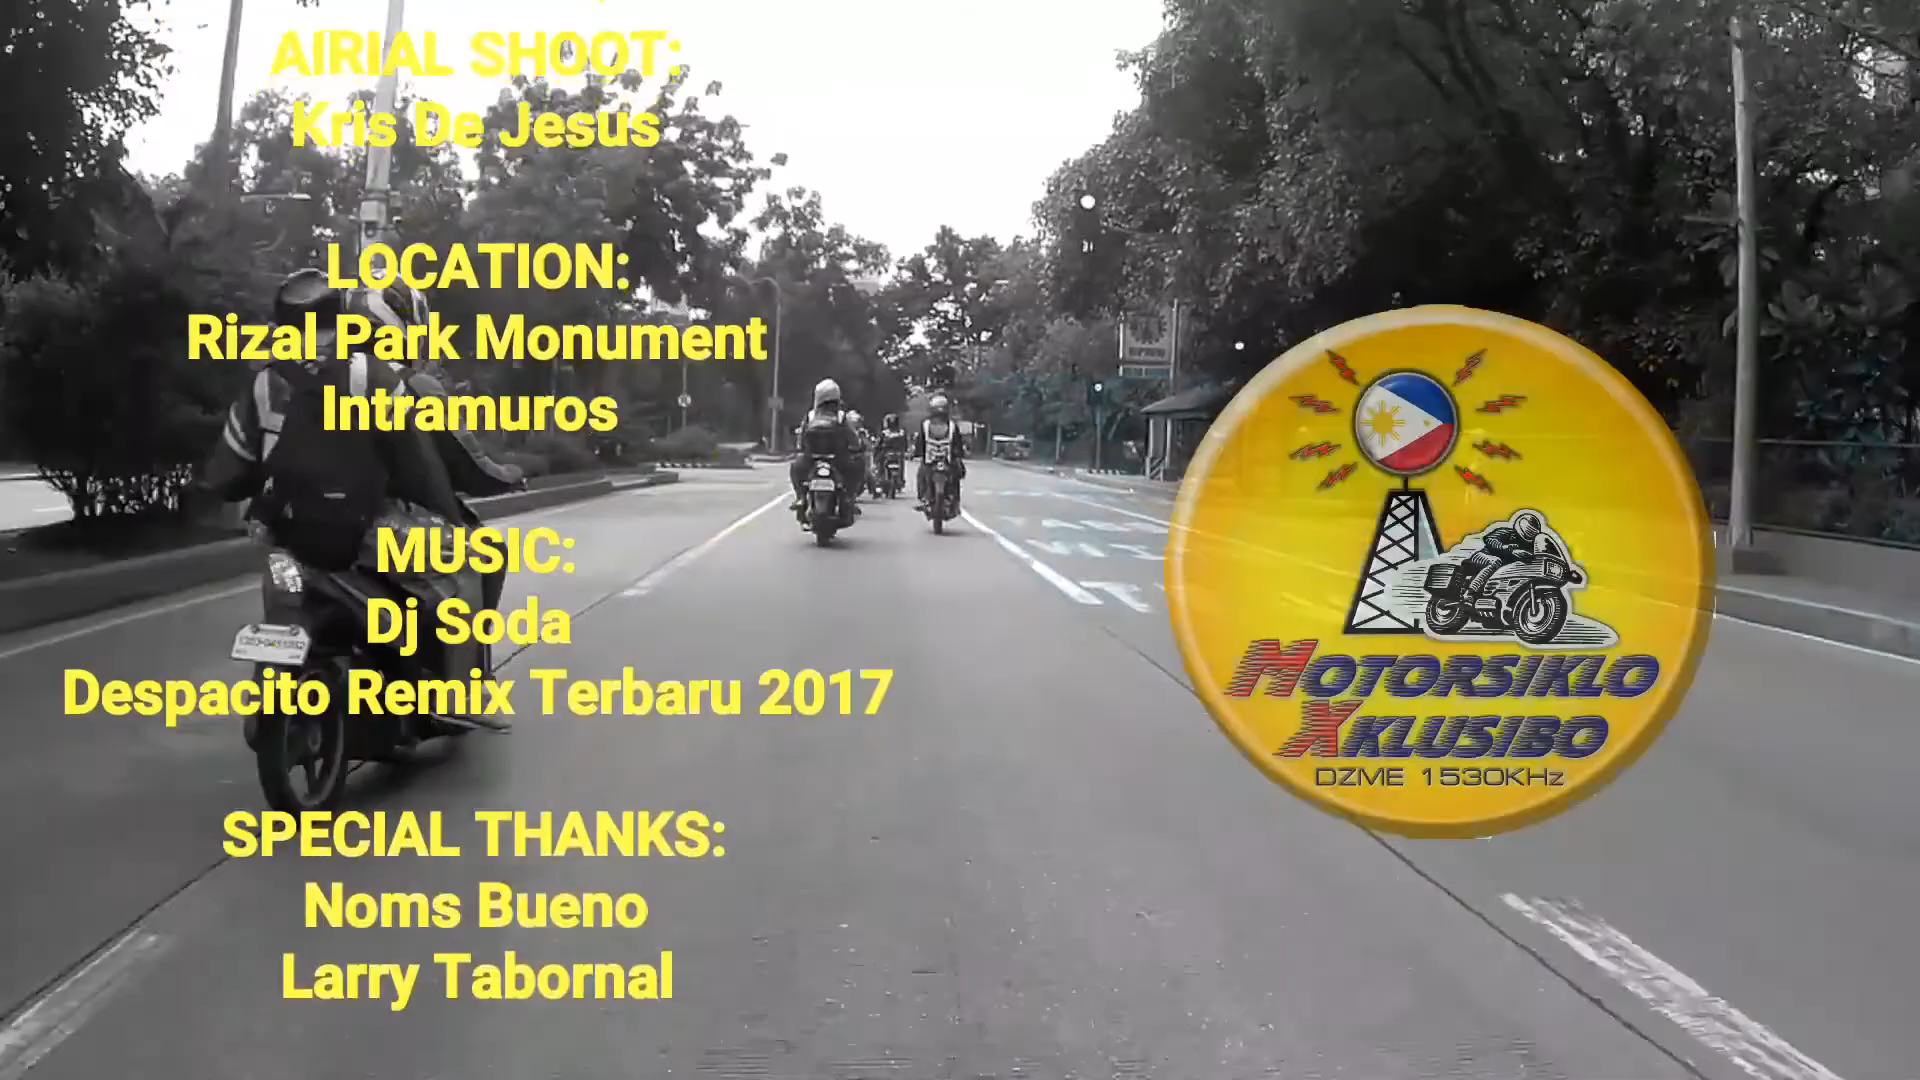 AIRIAL SHOOT:
Kris De Jesus
LOCATION:
Rizal Park Monument
Intramuros
MUSIC:
Dj Soda
Despacito Remix Terbaru 2017
SPECIAL THANKS:
Noms Bueno
Larry Tabornal
MOTORSIKLO
XKLUSIBO
DZME 1530KHz